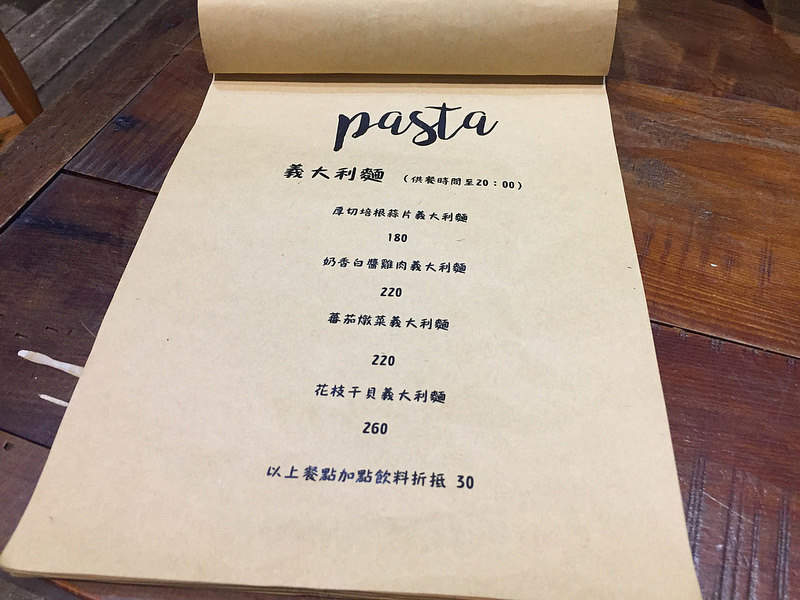 pasta
義大利麵 (供餐時間至20:00)
厚切培根蒜片義大利麵
180
奶香白醬雞肉義大利麵
220
蕃茄燉菜義大利麵
220
花枝干貝義大利麵
260
以上餐點加點飲料折抵 30